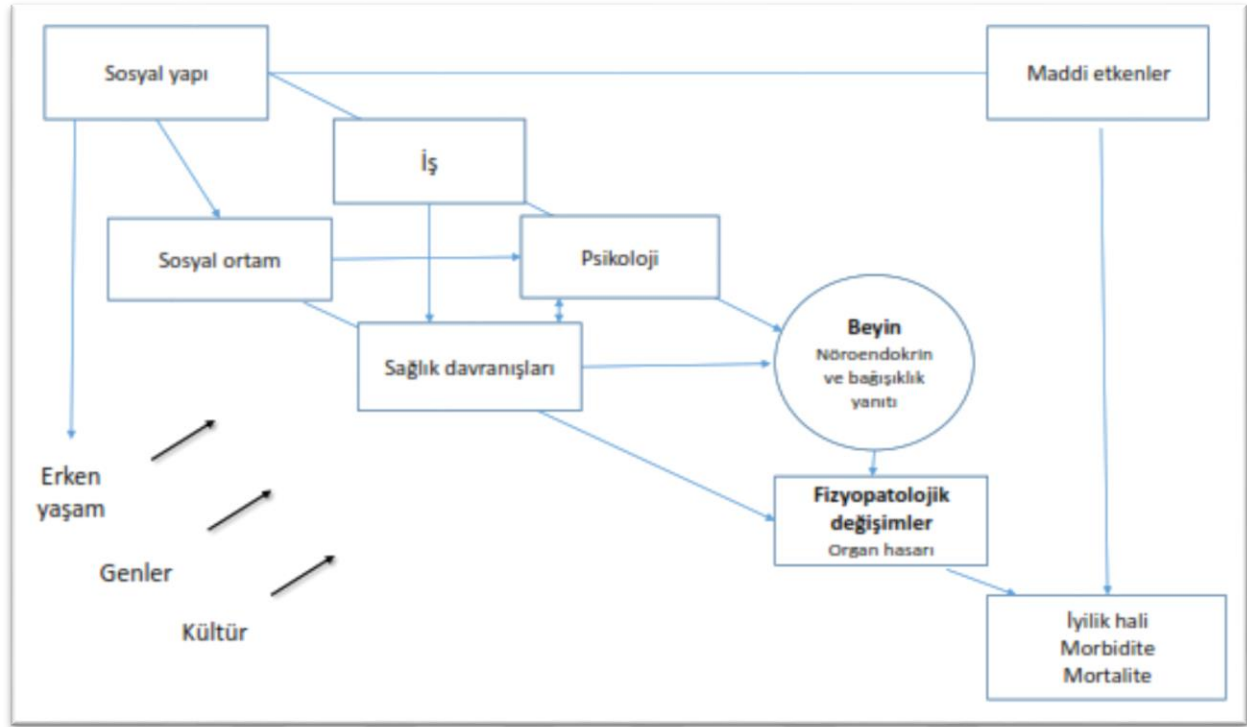 Sosyal yapı
Maddi etkenler
İş
Sosyal ortam
Psikoloji
Sağlık davranışları
Beyin
Nöroendokrin
ve bağışıklık
yanıtı
Erken
yaşam
Fizyopatolojik
değişimler
Organ hasarı
Genler
Kültür
İyilik hali
Morbidite
Mortalite